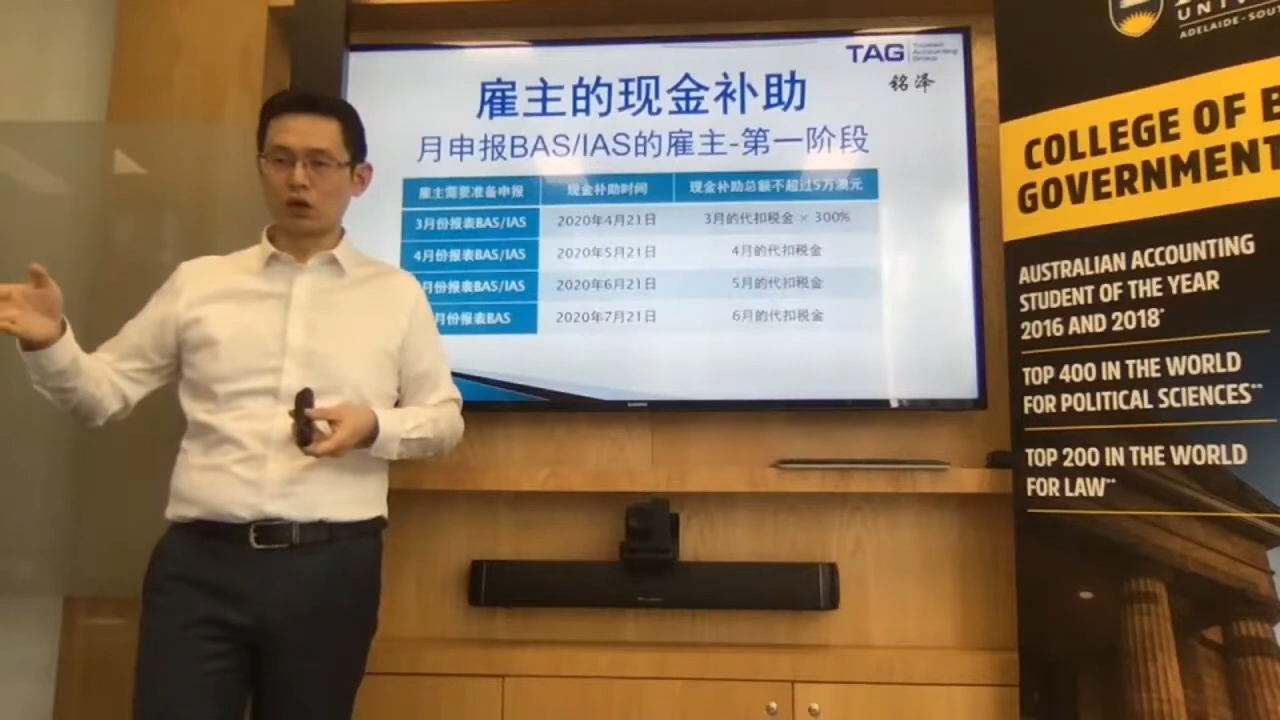 TAG
Trusted
Accounting
Group
铭泽
雇主的现金补助
月申报BAS/IAS的雇主-第一阶段
雇主需要准备申报 现金补助时间 现金补助总额不超过5万澳元
3月份报表BAS/IAS 2020年4月21日 3月的代扣税金 × 300%
4月份报表BAS/IAS 2020年5月21日 4月的代扣税金
月份报表BAS/IAS 2020年6月21日 5月的代扣税金
月份报表BAS 2020年7月21日 6月的代扣税金
UNIV
ADELAIDE · SOU
COLLEGE OF B
GOVERNMENT
AUSTRALIAN ACCOUNTING
STUDENT OF THE YEAR
2016 AND 2018*
TOP 400 IN THE WORLD
FOR POLITICAL SCIENCES**
TOP 200 IN THE WORLD
FOR LAW**